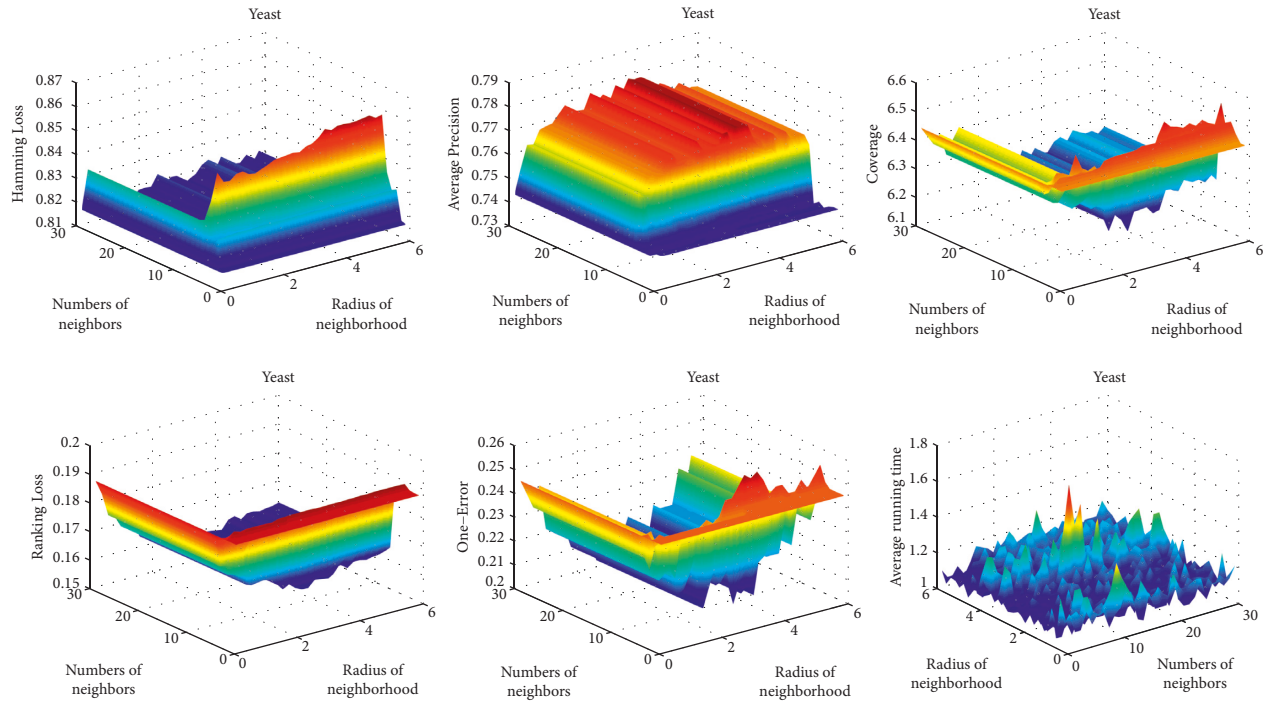 Yeast
0.87
0.86
0.85
0.84
0.83
0.82
0.81
Hamming Loss
30
20
10
0
0
2
4
6
Numbers of
neighbors
Radius of
neighborhood
Yeast
0.79
0.78
0.77
0.76
0.75
0.74
0.73
Average Precision
30
20
10
0
0
2
4
6
Numbers of
neighbors
Radius of
neighborhood
Yeast
6.6
6.5
6.4
6.3
6.2
6.1
Coverage
30
20
10
0
0
2
4
6
Numbers of
neighbors
Radius of
neighborhood
Yeast
0.2
0.19
0.18
0.17
0.16
0.15
Ranking Loss
30
20
10
0
0
2
4
6
Numbers of
neighbors
Radius of
neighborhood
Yeast
0.26
0.25
0.24
0.23
0.22
0.21
0.2
One−Error
30
20
10
0
0
2
4
6
Numbers of
neighbors
Radius of
neighborhood
Yeast
1.8
1.6
1.4
1.2
1
Average running time
6
4
2
0
0
10
20
30
Radius of
neighborhood
Numbers of
neighbors